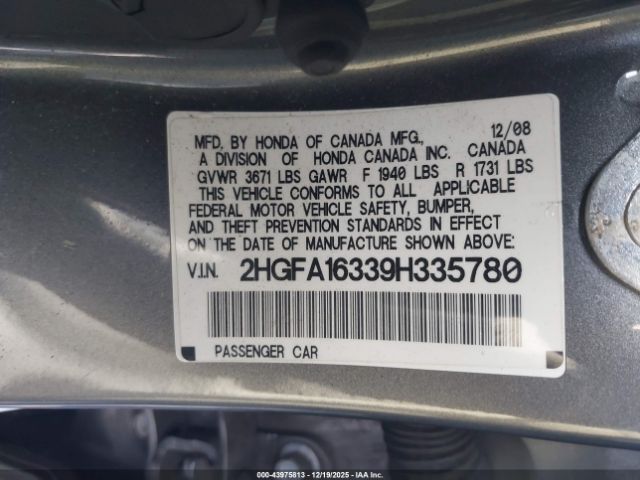 MFD. BY HONDA OF CANADA MFG., 12/08
A DIVISION OF HONDA CANADA INC. CANADA
GVWR 3671 LBS GAWR F 1940 LBS R 1731 LBS
THIS VEHICLE CONFORMS TO ALL APPLICABLE
FEDERAL MOTOR VEHICLE SAFETY, BUMPER,
AND THEFT PREVENTION STANDARDS IN EFFECT
ON THE DATE OF MANUFACTURE SHOWN ABOVE:
V.I.N. 2HGFA16339H335780
PASSENGER CAR
00-43975813 - 12/19/2025 - IAA Inc.